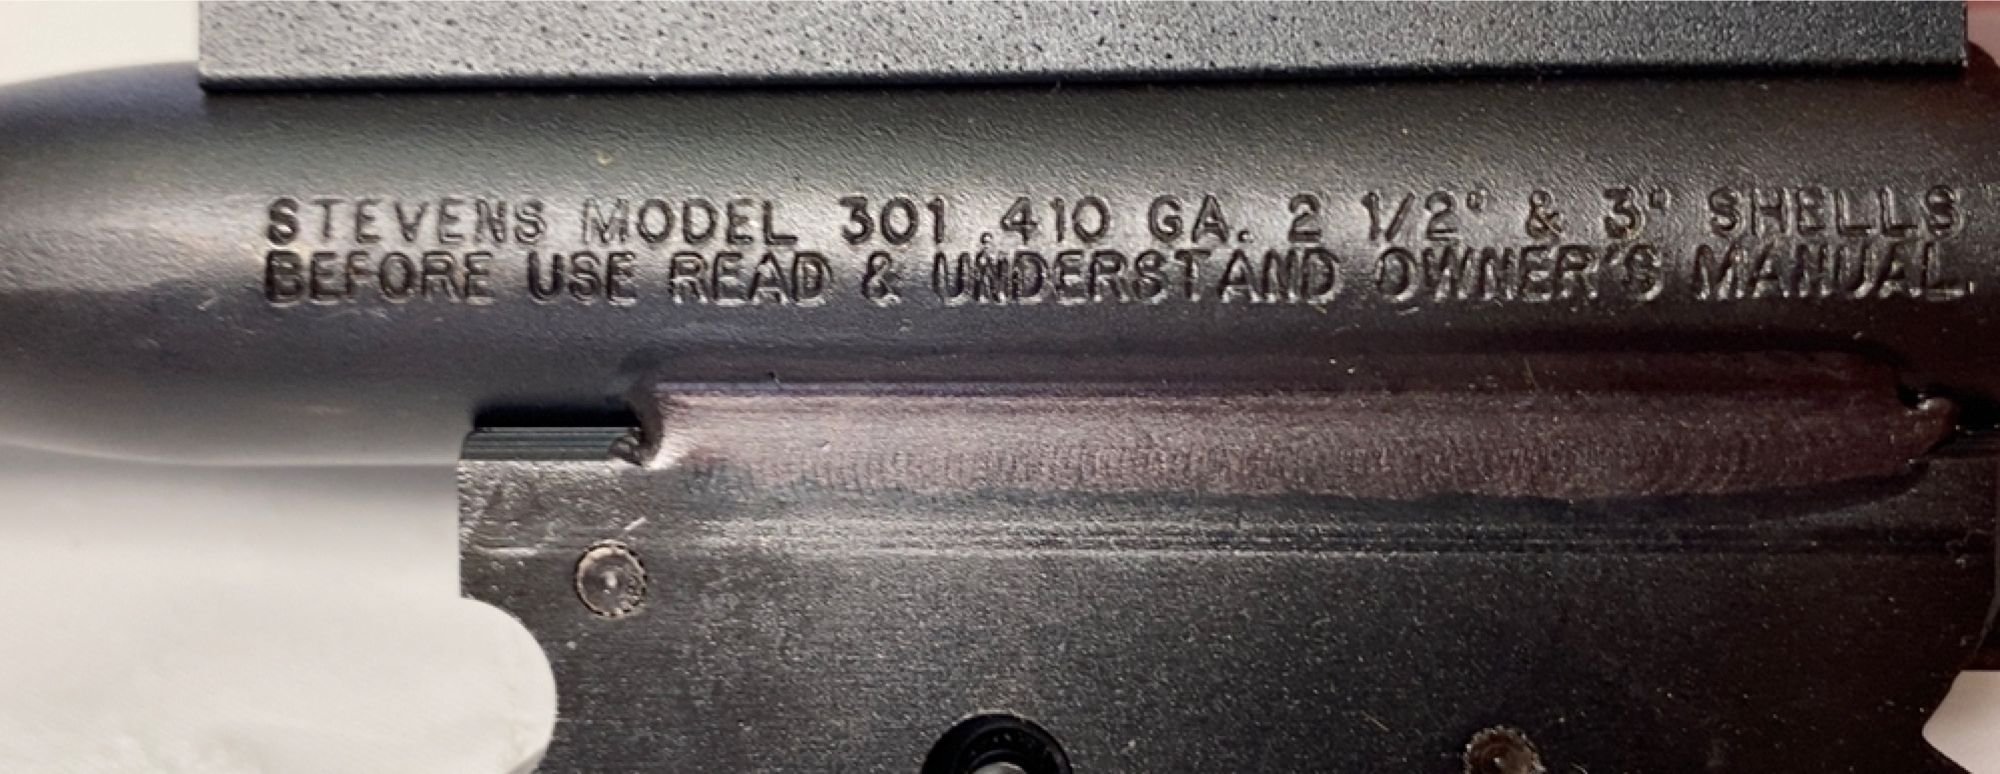 STEVENS MODEL 301 .410 GA. 2 1/2" & 3" SHELLS
BEFORE USE READ & UNDERSTAND OWNER'S MANUAL.